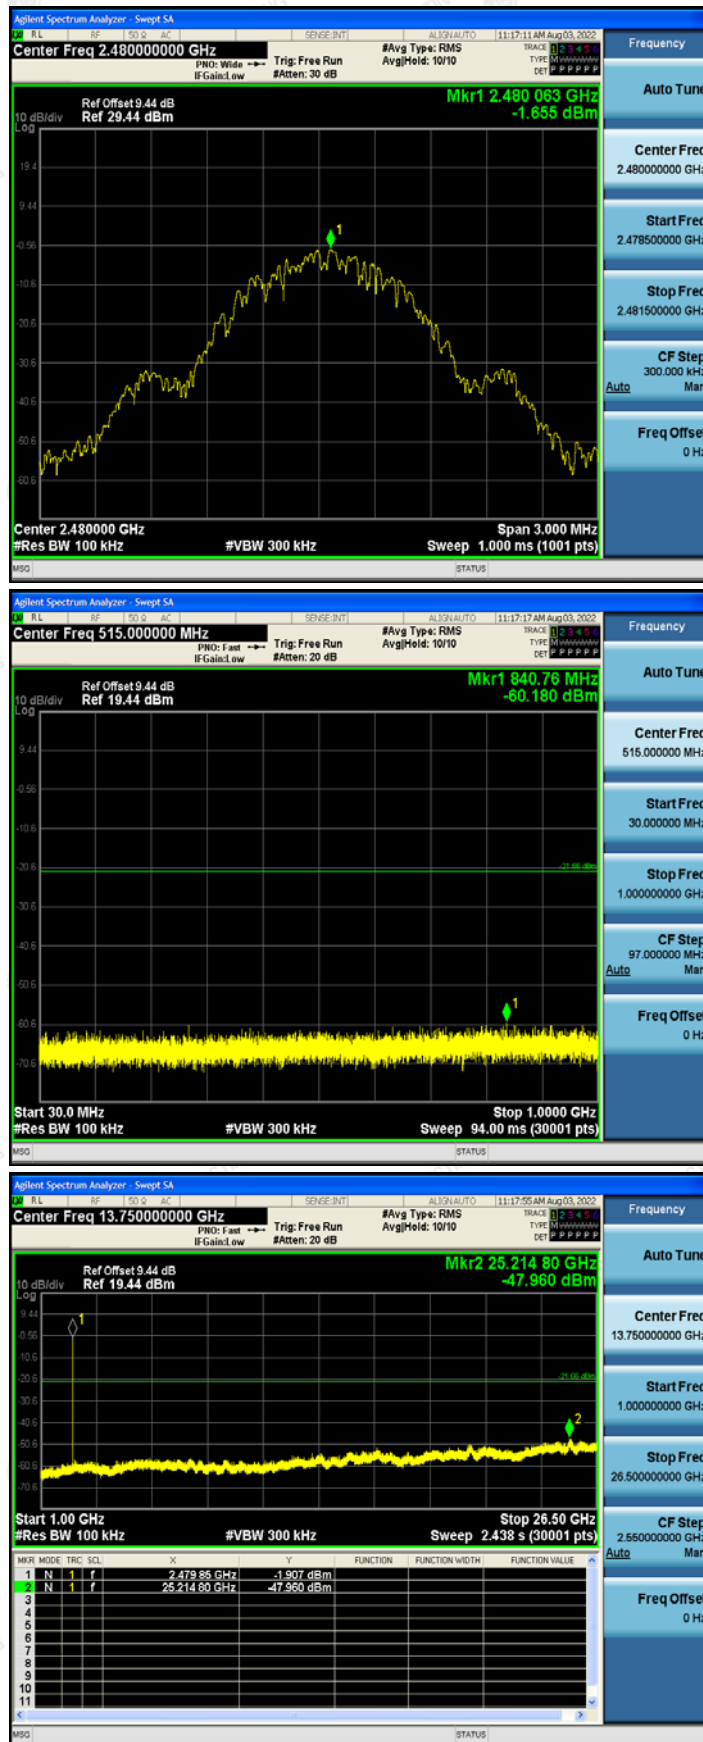 Agilent Spectrum Analyzer - Swept SA
RL RF 50 Ω AC SENSE:INT ALIGNAUTO 11:17:11 AM Aug 03, 2022
Center Freq 2.480000000 GHz #Avg Type: RMS TRACE 1 2 3 4 5 6
PNO: Wide Trig: Free Run Avg|Hold: 10/10 TYPE M
IFGain:Low #Atten: 30 dB DET P P P P P P
Mkr1 2.480 063 GHz
-1.655 dBm
Ref Offset 9.44 dB
10 dB/div Ref 29.44 dBm
Log
19.4
9.44
-0.56
-10.6
-20.6
-30.6
-40.6
-50.6
-60.6
1
Center 2.480000 GHz Span 3.000 MHz
#Res BW 100 kHz #VBW 300 kHz Sweep 1.000 ms (1001 pts)
MSG STATUS
Frequency
Auto Tune
Center Freq
2.480000000 GHz
Start Freq
2.478500000 GHz
Stop Freq
2.481500000 GHz
CF Step
300.000 kHz
Auto Man
Freq Offset
0 Hz
Agilent Spectrum Analyzer - Swept SA
RL RF 50 Ω AC SENSE:INT ALIGNAUTO 11:17:17 AM Aug 03, 2022
Center Freq 515.000000 MHz #Avg Type: RMS TRACE 1 2 3 4 5 6
PNO: Fast Trig: Free Run Avg|Hold: 10/10 TYPE M
IFGain:Low #Atten: 20 dB DET P P P P P P
Mkr1 840.76 MHz
-60.180 dBm
Ref Offset 9.44 dB
10 dB/div Ref 19.44 dBm
Log
9.44
-0.56
-10.6
-20.6
-30.6
-40.6
-50.6
-60.6
-70.6
-21.66 dBm
1
Start 30.0 MHz Stop 1.0000 GHz
#Res BW 100 kHz #VBW 300 kHz Sweep 94.00 ms (30001 pts)
MSG STATUS
Frequency
Auto Tune
Center Freq
515.000000 MHz
Start Freq
30.000000 MHz
Stop Freq
1.000000000 GHz
CF Step
97.000000 MHz
Auto Man
Freq Offset
0 Hz
Agilent Spectrum Analyzer - Swept SA
RL RF 50 Ω AC SENSE:INT ALIGNAUTO 11:17:55 AM Aug 03, 2022
Center Freq 13.750000000 GHz #Avg Type: RMS TRACE 1 2 3 4 5 6
PNO: Fast Trig: Free Run Avg|Hold: 10/10 TYPE M
IFGain:Low #Atten: 20 dB DET P P P P P P
Mkr2 25.214 80 GHz
-47.960 dBm
Ref Offset 9.44 dB
10 dB/div Ref 19.44 dBm
Log
9.44
-0.56
-10.6
-20.6
-30.6
-40.6
-50.6
-60.6
-70.6
-21.66 dBm
1
2
Start 1.00 GHz Stop 26.50 GHz
#Res BW 100 kHz #VBW 300 kHz Sweep 2.438 s (30001 pts)
MKR MODE TRC SCL X Y FUNCTION FUNCTION WIDTH FUNCTION VALUE
1 N 1 f 2.479 85 GHz -1.907 dBm
2 N 1 f 25.214 80 GHz -47.960 dBm
3
4
5
6
7
8
9
10
11
MSG STATUS
Frequency
Auto Tune
Center Freq
13.750000000 GHz
Start Freq
1.000000000 GHz
Stop Freq
26.500000000 GHz
CF Step
2.550000000 GHz
Auto Man
Freq Offset
0 Hz